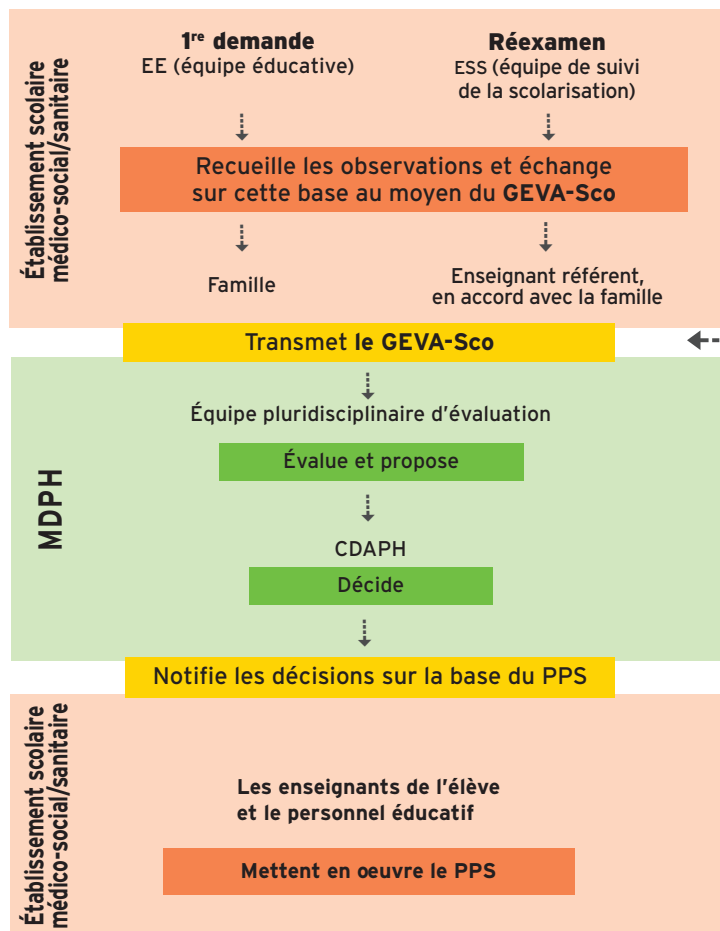 Établissement scolaire
médico-social/sanitaire
1re demande
EE (équipe éducative)
Réexamen
ESS (équipe de suivi
de la scolarisation)
Recueille les observations et échange
sur cette base au moyen du GEVA-Sco
Famille
Enseignant référent,
en accord avec la famille
Transmet le GEVA-Sco
MDPH
Équipe pluridisciplinaire d’évaluation
Évalue et propose
CDAPH
Décide
Notifie les décisions sur la base du PPS
Établissement scolaire
médico-social/sanitaire
Les enseignants de l’élève
et le personnel éducatif
Mettent en oeuvre le PPS